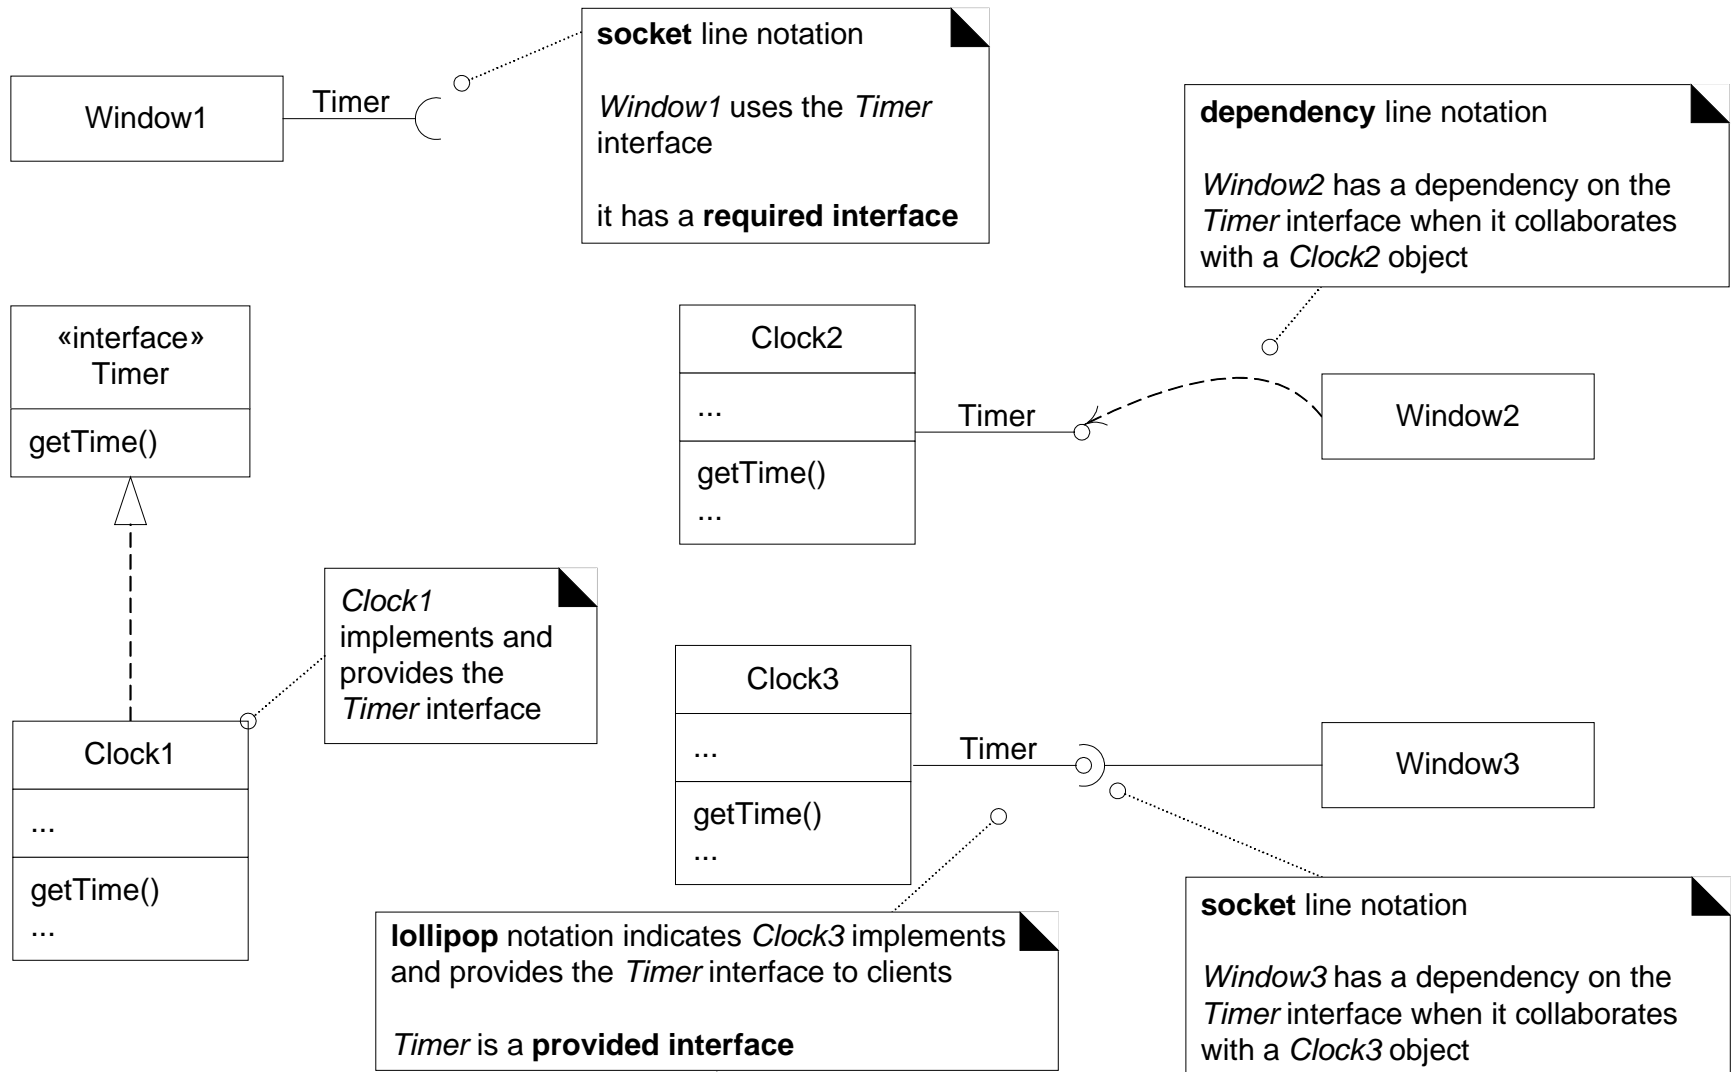 socket line notation
Window1 uses the Timer
interface
it has a required interface
Window1
Timer
dependency line notation
Window2 has a dependency on the
Timer interface when it collaborates
with a Clock2 object
«interface»
Timer
getTime()
Clock2
...
getTime()
...
Timer
Window2
Clock1
implements and
provides the
Timer interface
Clock1
...
getTime()
...
Clock3
...
getTime()
...
Timer
Window3
lollipop notation indicates Clock3 implements
and provides the Timer interface to clients
Timer is a provided interface
socket line notation
Window3 has a dependency on the
Timer interface when it collaborates
with a Clock3 object